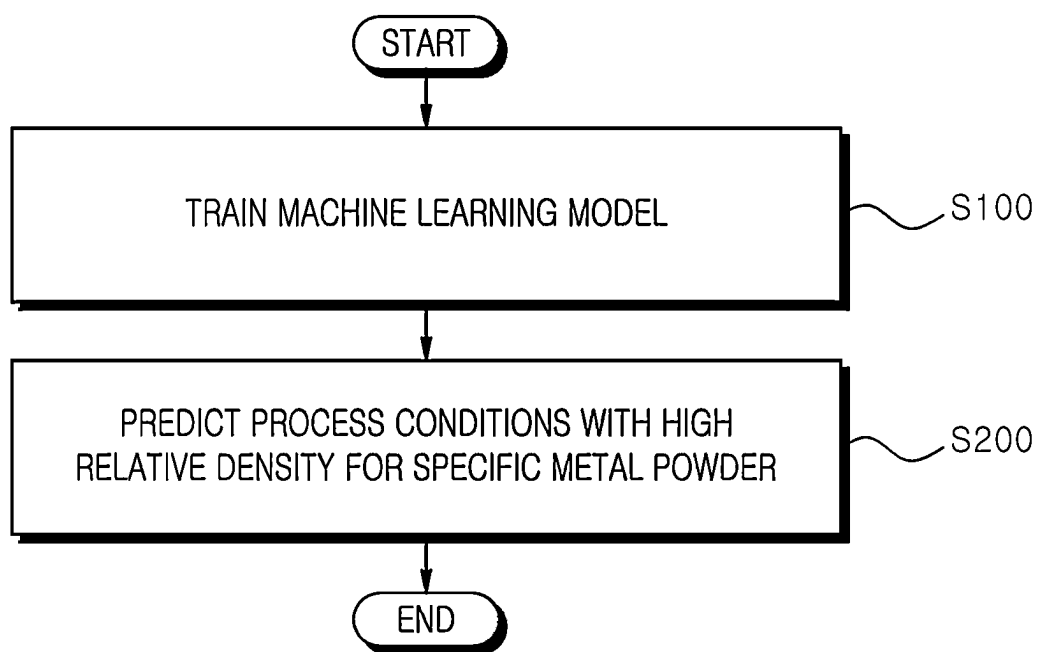 START
TRAIN MACHINE LEARNING MODEL
S100
PREDICT PROCESS CONDITIONS WITH HIGH
RELATIVE DENSITY FOR SPECIFIC METAL POWDER
S200
END